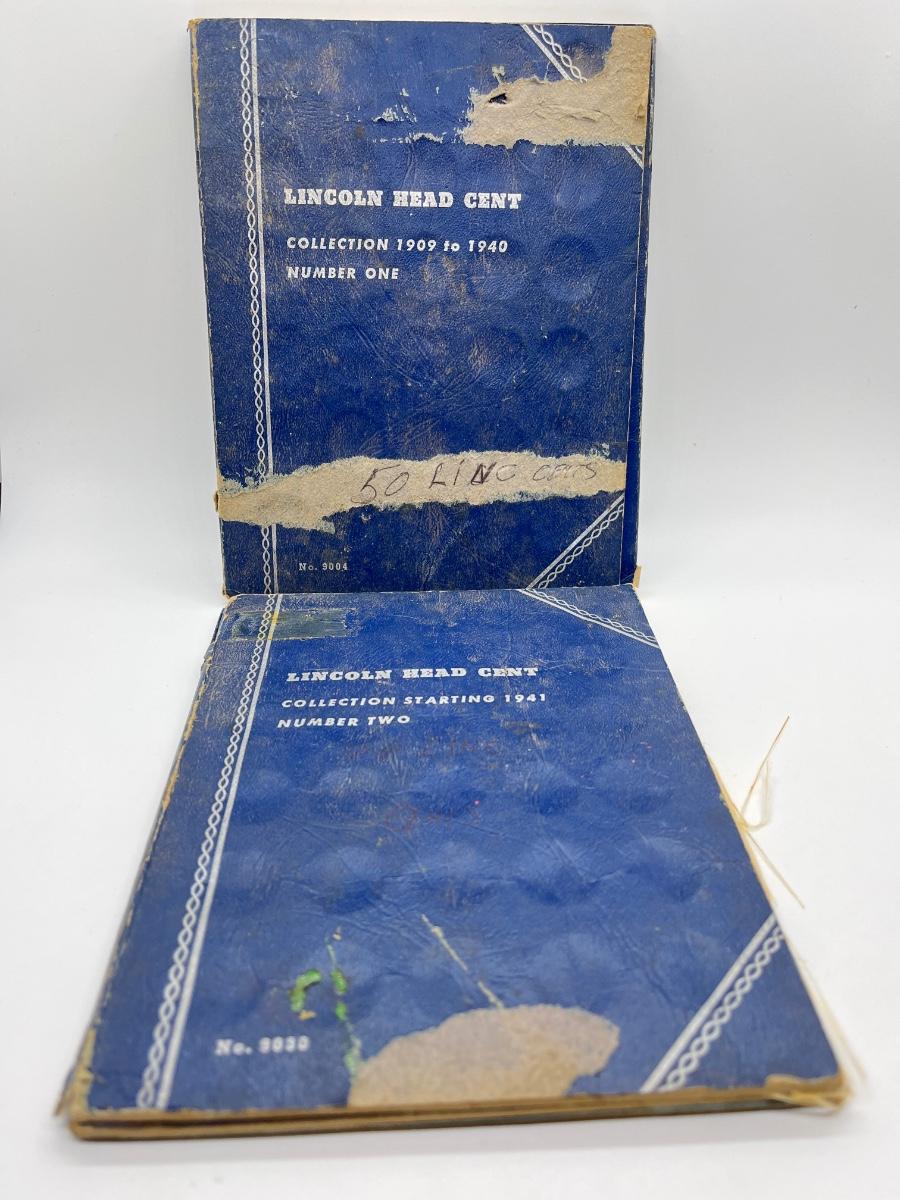 LINCOLN HEAD CENT
COLLECTION 1909 to 1940
NUMBER ONE
50 LINC CENTS
No. 9004
LINCOLN HEAD CENT
COLLECTION STARTING 1941
NUMBER TWO
No. 9030